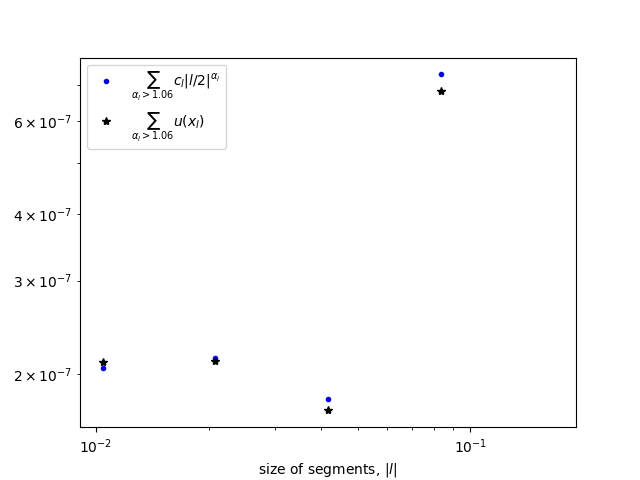 ∑_{α_l>1.06} c_l|l/2|^{α_l}
∑_{α_l>1.06} u(x_l)
6 × 10⁻⁷
4 × 10⁻⁷
3 × 10⁻⁷
2 × 10⁻⁷
10⁻² 10⁻¹
size of segments, |l|